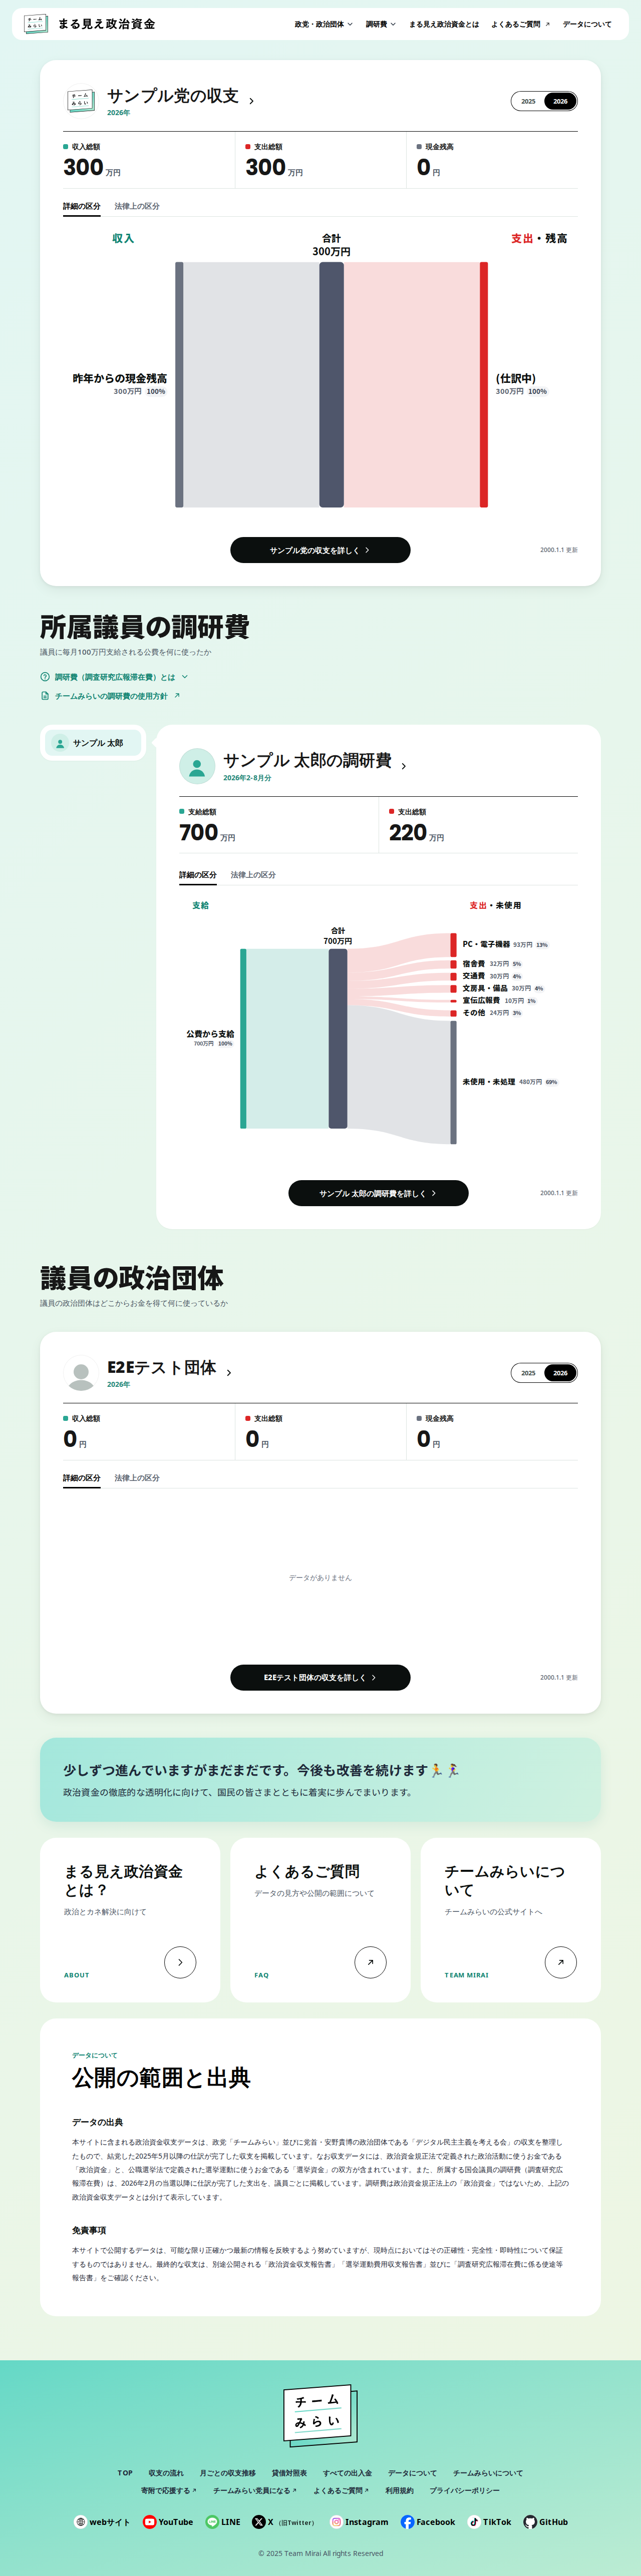 チーム
みらい
まる見え政治資金
政党・政治団体
調研費
まる見え政治資金とは
よくあるご質問
データについて
チーム
みらい
サンプル党の収支
2026年
2025
2026
収入総額
300万円
支出総額
300万円
現金残高
0円
詳細の区分
法律上の区分
収入
合計
300万円
支出・残高
昨年からの現金残高
300万円 100%
(仕訳中)
300万円 100%
サンプル党の収支を詳しく
2000.1.1 更新
所属議員の調研費
議員に毎月100万円支給される公費を何に使ったか
調研費（調査研究広報滞在費）とは
チームみらいの調研費の使用方針
サンプル 太郎
サンプル 太郎の調研費
2026年2-8月分
支給総額
700万円
支出総額
220万円
詳細の区分
法律上の区分
支給
合計
700万円
支出・未使用
公費から支給
700万円 100%
PC・電子機器 93万円 13%
宿舎費 32万円 5%
交通費 30万円 4%
文房具・備品 30万円 4%
宣伝広報費 10万円 1%
その他 24万円 3%
未使用・未処理 480万円 69%
サンプル 太郎の調研費を詳しく
2000.1.1 更新
議員の政治団体
議員の政治団体はどこからお金を得て何に使っているか
E2Eテスト団体
2026年
2025
2026
収入総額
0円
支出総額
0円
現金残高
0円
詳細の区分
法律上の区分
データがありません
E2Eテスト団体の収支を詳しく
2000.1.1 更新
少しずつ進んでいますがまだまだです。今後も改善を続けます🏃🏃‍♀️
政治資金の徹底的な透明化に向けて、国民の皆さまとともに着実に歩んでまいります。
まる見え政治資金
とは？
政治とカネ解決に向けて
ABOUT
よくあるご質問
データの見方や公開の範囲について
FAQ
チームみらいにつ
いて
チームみらいの公式サイトへ
TEAM MIRAI
データについて
公開の範囲と出典
データの出典
本サイトに含まれる政治資金収支データは、政党「チームみらい」並びに党首・安野貴博の政治団体である「デジタル民主主義を考える会」の収支を整理し
たもので、結党した2025年5月以降の仕訳が完了した収支を掲載しています。なお収支データには、政治資金規正法で定義された政治活動に使うお金である
「政治資金」と、公職選挙法で定義された選挙運動に使うお金である「選挙資金」の双方が含まれています。また、所属する国会議員の調研費（調査研究広
報滞在費）は、2026年2月の当選以降に仕訳が完了した支出を、議員ごとに掲載しています。調研費は政治資金規正法上の「政治資金」ではないため、上記の
政治資金収支データとは分けて表示しています。
免責事項
本サイトで公開するデータは、可能な限り正確かつ最新の情報を反映するよう努めていますが、現時点においてはその正確性・完全性・即時性について保証
するものではありません。最終的な収支は、別途公開される「政治資金収支報告書」「選挙運動費用収支報告書」並びに「調査研究広報滞在費に係る使途等
報告書」をご確認ください。
チーム
みらい
TOP
収支の流れ
月ごとの収支推移
貸借対照表
すべての出入金
データについて
チームみらいについて
寄附で応援する
チームみらい党員になる
よくあるご質問
利用規約
プライバシーポリシー
webサイト
YouTube
LINE
X（旧Twitter）
Instagram
Facebook
TikTok
GitHub
© 2025 Team Mirai All rights Reserved